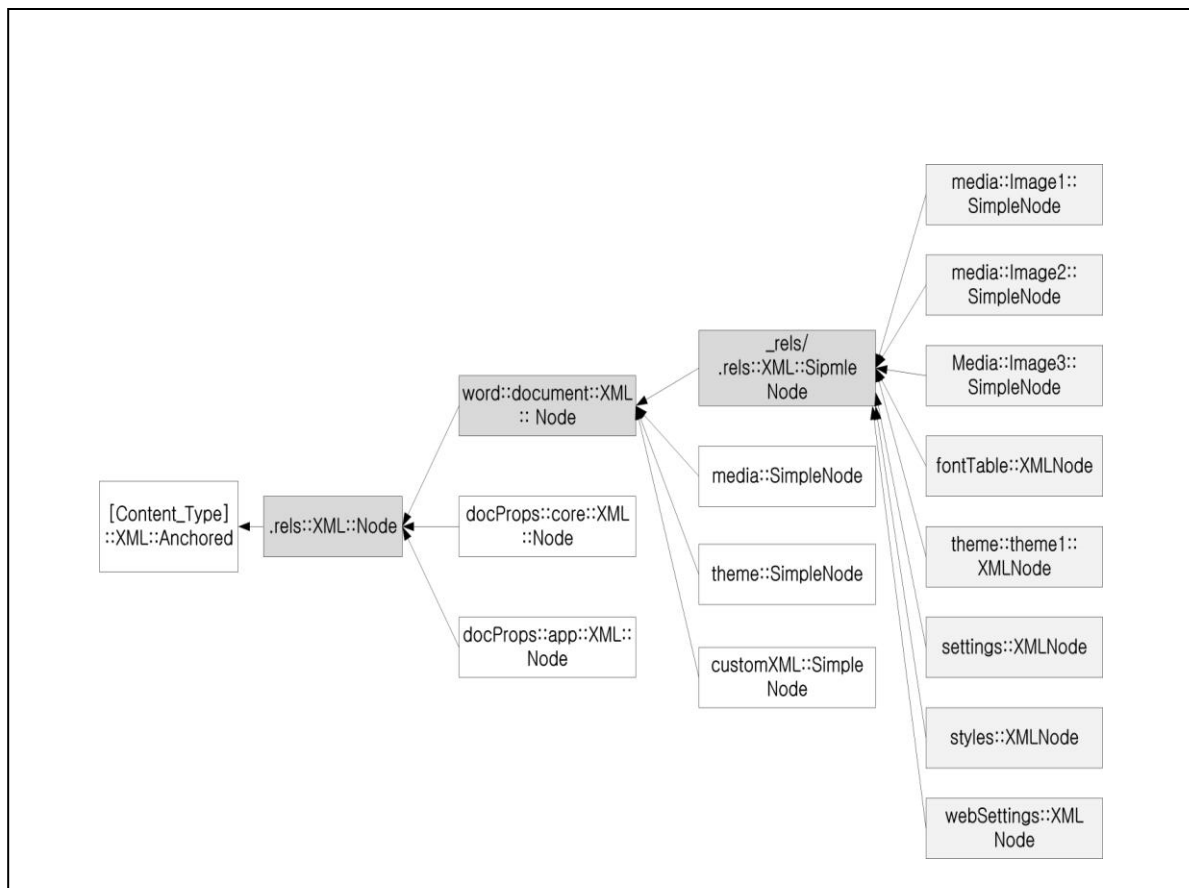 [Content_Type]
::XML::Anchored
.rels::XML::Node
word::document::XML
:: Node
docProps::core::XML
::Node
docProps::app::XML::
Node
_rels/
.rels::XML::Sipmle
Node
media::SimpleNode
theme::SimpleNode
customXML::Simple
Node
media::Image1::
SimpleNode
media::Image2::
SimpleNode
Media::Image3::
SimpleNode
fontTable::XMLNode
theme::theme1::
XMLNode
settings::XMLNode
styles::XMLNode
webSettings::XML
Node